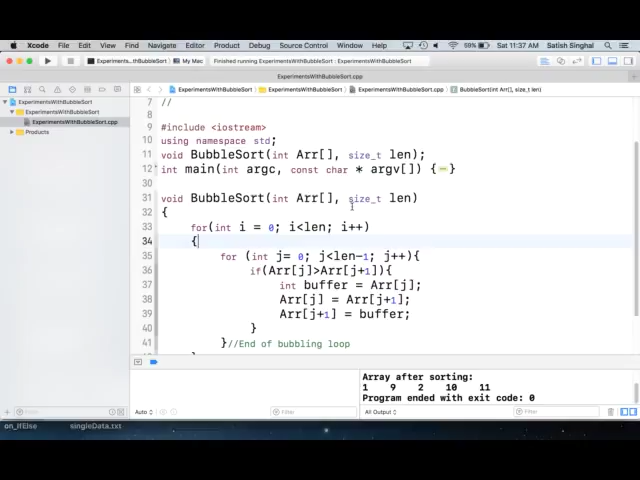 Xcode File Edit View Find Navigate Editor Product Debug Source Control Window Help 59% Sat 11:37 AM Satish Singhal
Experiments...thBubbleSort My Mac Finished running ExperimentsWithBubbleSort
ExperimentsWithBubbleSort.cpp
ExperimentsWithBubbleSort ExperimentsWithBubbleSort ExperimentsWithBubbleSort.cpp BubbleSort(int Arr[], size_t len)
ExperimentsWithBubbleSort
ExperimentsWithBubbleSort
ExperimentsWithBubbleSort.cpp
Products
7 //
8
9 #include <iostream>
10 using namespace std;
11 void BubbleSort(int Arr[], size_t len);
12 int main(int argc, const char * argv[]) {...}
30
31 void BubbleSort(int Arr[], size_t len)
32 {
33 for(int i = 0; i<len; i++)
34 {
35 for (int j= 0; j<len-1; j++){
36 if(Arr[j]>Arr[j+1]){
37 int buffer = Arr[j];
38 Arr[j] = Arr[j+1];
39 Arr[j+1] = buffer;
40 }
41 }//End of bubbling loop
Array after sorting:
1 9 2 10 11
Program ended with exit code: 0
Auto Filter All Output Filter
Filter
on_ifElse singleData.txt